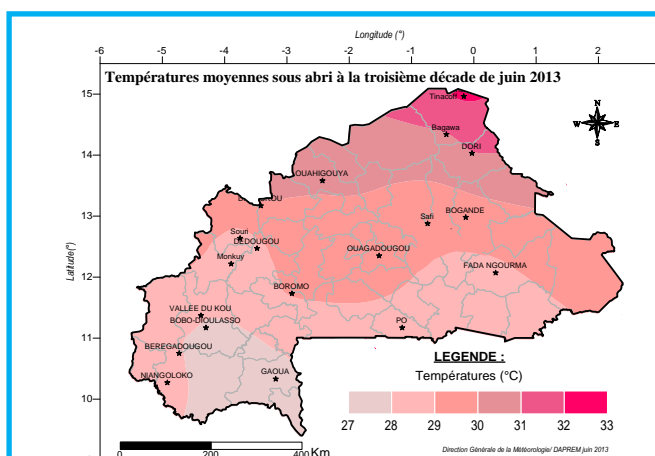 Longitude (°)
-6 -5 -4 -3 -2 -1 0 1 2
Températures moyennes sous abri à la troisième décade de juin 2013
15
Tinacoff
N
W E
S
Bagawa
14
DORI
OUAHIGOUYA
13
BOGANDE
Safi
Souri
DEDOUGOU
OUAGADOUGOU
Monkuy
FADA NGOURMA
Latitude(°)
12
BOROMO
VALLEE DU KOU
BOBO-DIOULASSO
PO
11
BEREGADOUGOU
LEGENDE :
NIANGOLOKO
GAOUA
Températures (°C)
10
27 28 29 30 31 32 33
0 200 400 Km
Direction Générale de la Météorologie/ DAPREM juin 2013